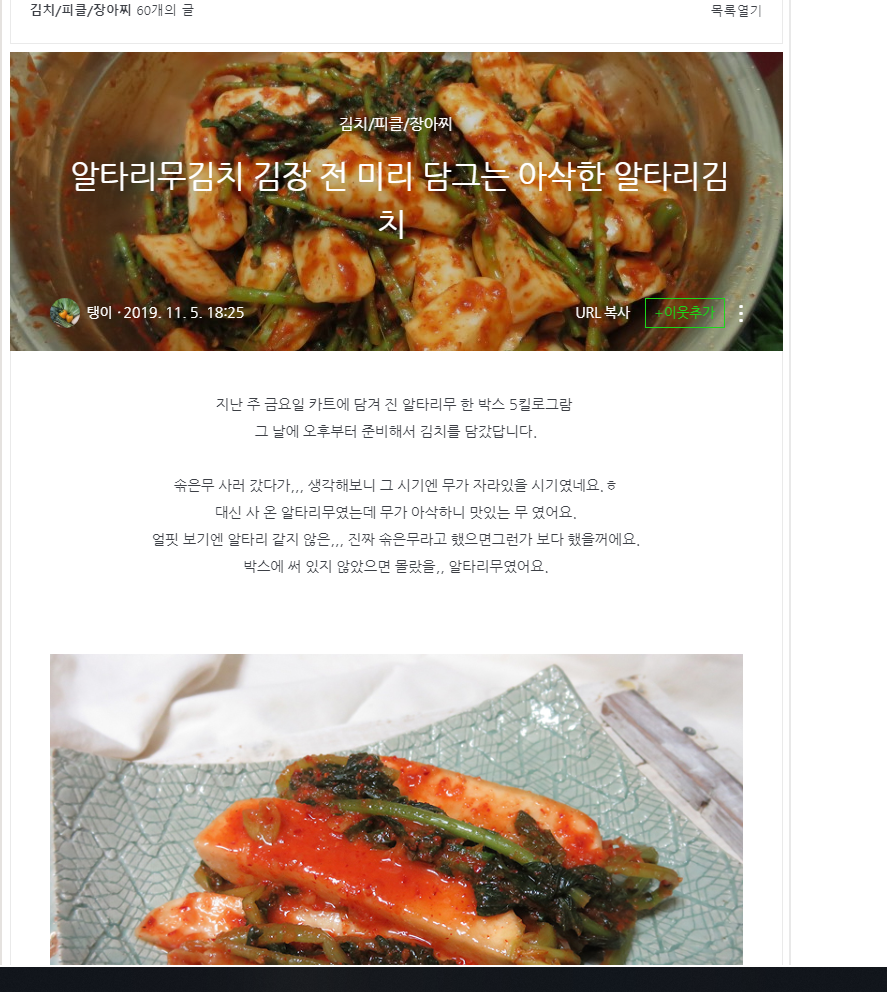 김치/피클/장아찌 60개의 글
목록열기
김치/피클/장아찌
알타리무김치 김장 전 미리 담그는 아삭한 알타리김
치
탱이 · 2019. 11. 5. 18:25
URL 복사
+이웃추가
지난 주 금요일 카트에 담겨 진 알타리무 한 박스 5킬로그람
그 날에 오후부터 준비해서 김치를 담갔답니다.
솎은무 사러 갔다가,,, 생각해보니 그 시기엔 무가 자라있을 시기였네요.ㅎ
대신 사 온 알타리무였는데 무가 아삭하니 맛있는 무 였어요.
얼핏 보기엔 알타리 같지 않은,,, 진짜 솎은무라고 했으면그런가 보다 했을꺼에요.
박스에 써 있지 않았으면 몰랐을,, 알타리무였어요.